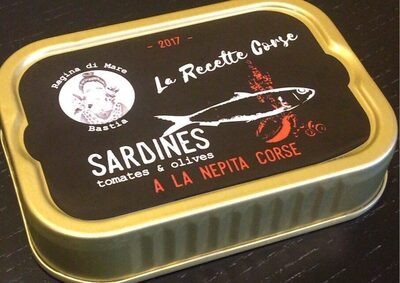 - 2017 -
La Recette Corse
Regina di Mare
Bastia
SARDINES
tomates & olives
A LA NEPITA CORSE